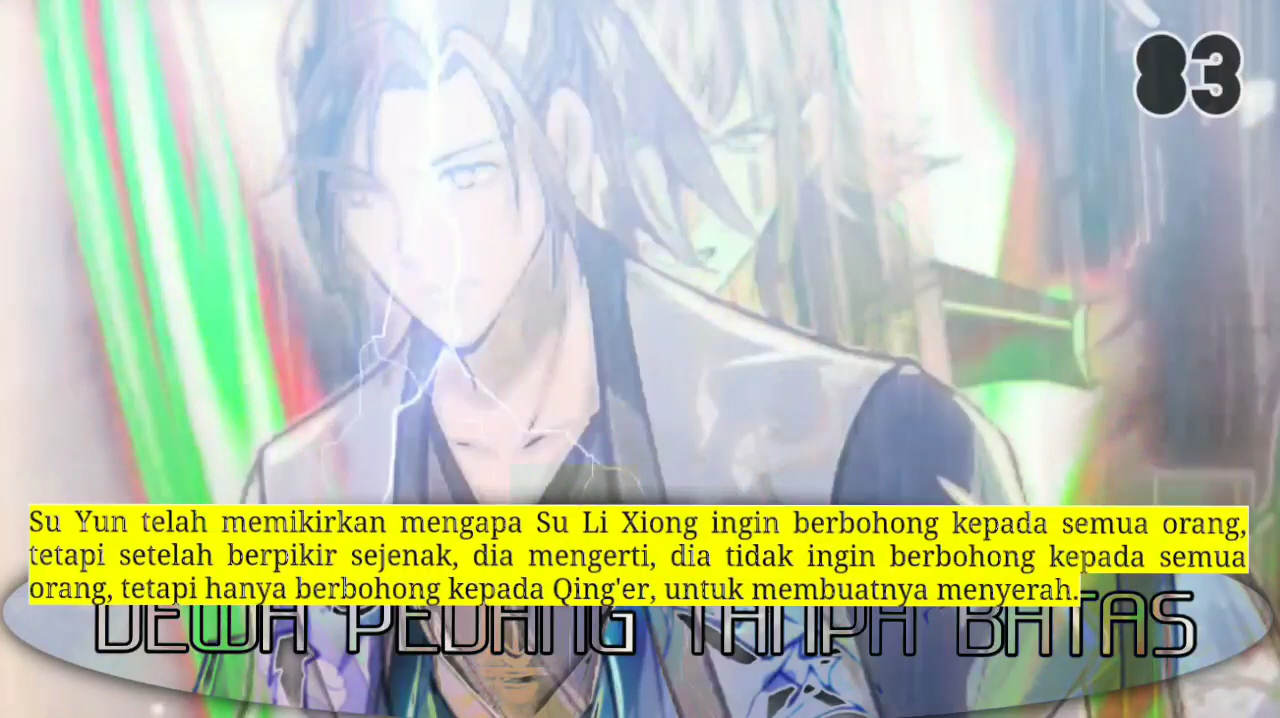 83
Su Yun telah memikirkan mengapa Su Li Xiong ingin berbohong kepada semua orang,
tetapi setelah berpikir sejenak, dia mengerti, dia tidak ingin berbohong kepada semua
orang, tetapi hanya berbohong kepada Qing'er, untuk membuatnya menyerah.
DEWA PEDANG TANPA BATAS